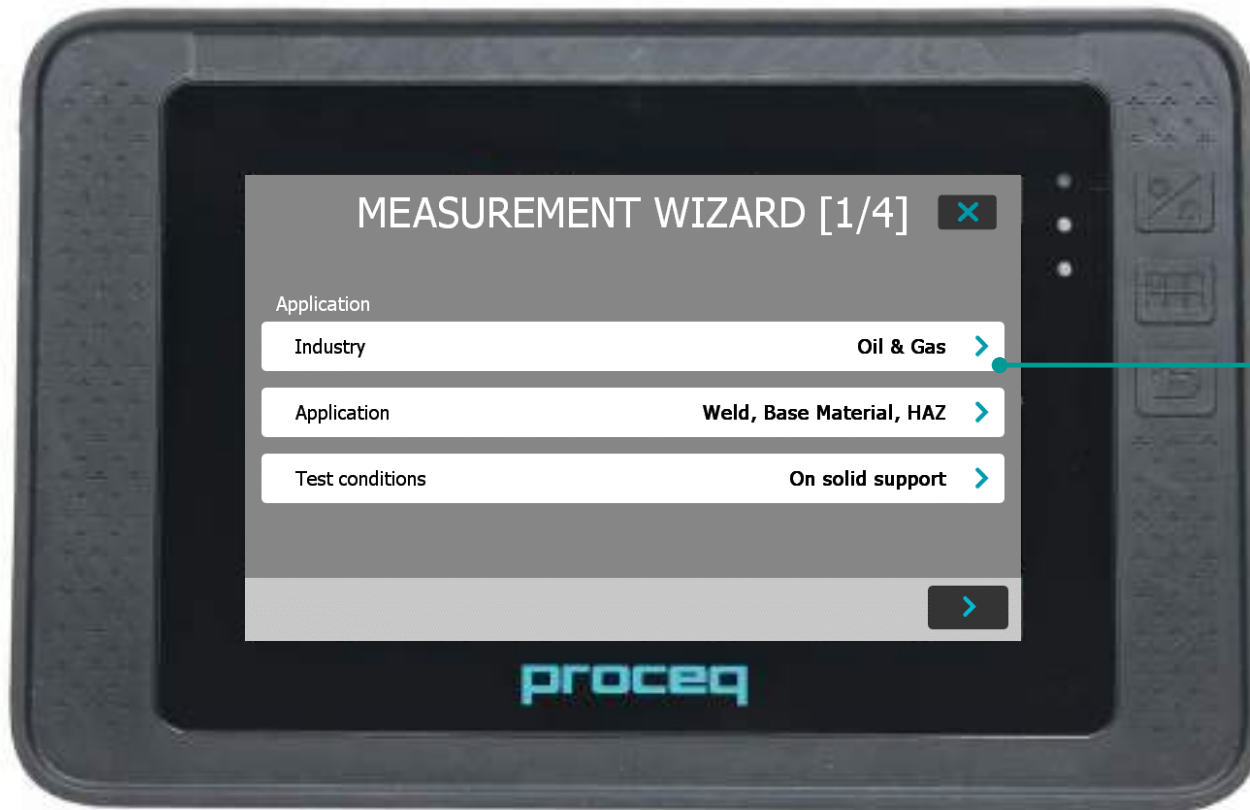 MEASUREMENT WIZARD [1/4]
Application
Industry Oil & Gas
Application Weld, Base Material, HAZ
Test conditions On solid support
proceq